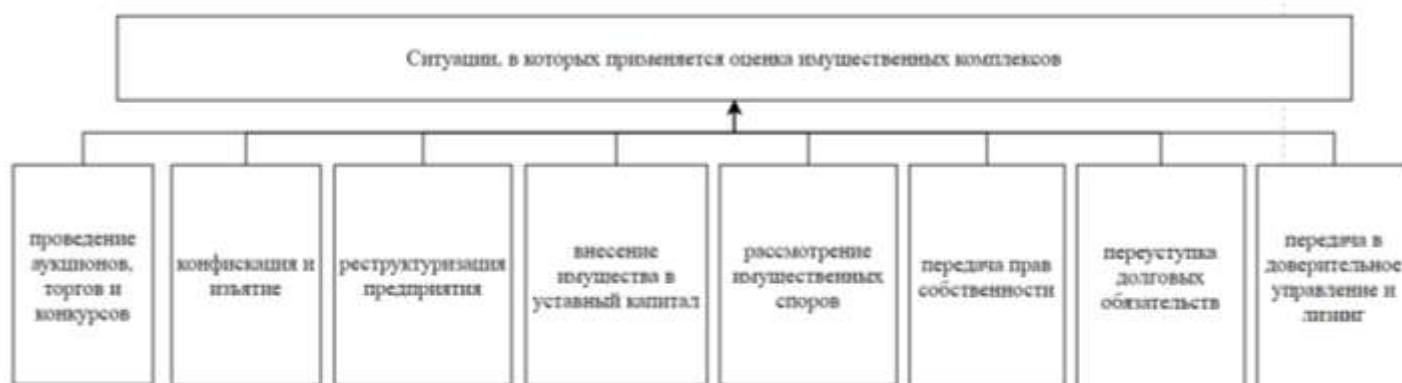 Ситуации, в которых применяется оценка имущественных комплексов
проведение
аукционов,
торгов и
конкурсов
конфискация и
изъятие
реструктуризация
предприятия
внесение
имущества в
уставный капитал
рассмотрение
имущественных
споров
передача прав
собственности
переуступка
долговых
обязательств
передача в
доверительное
управление и
лизинг